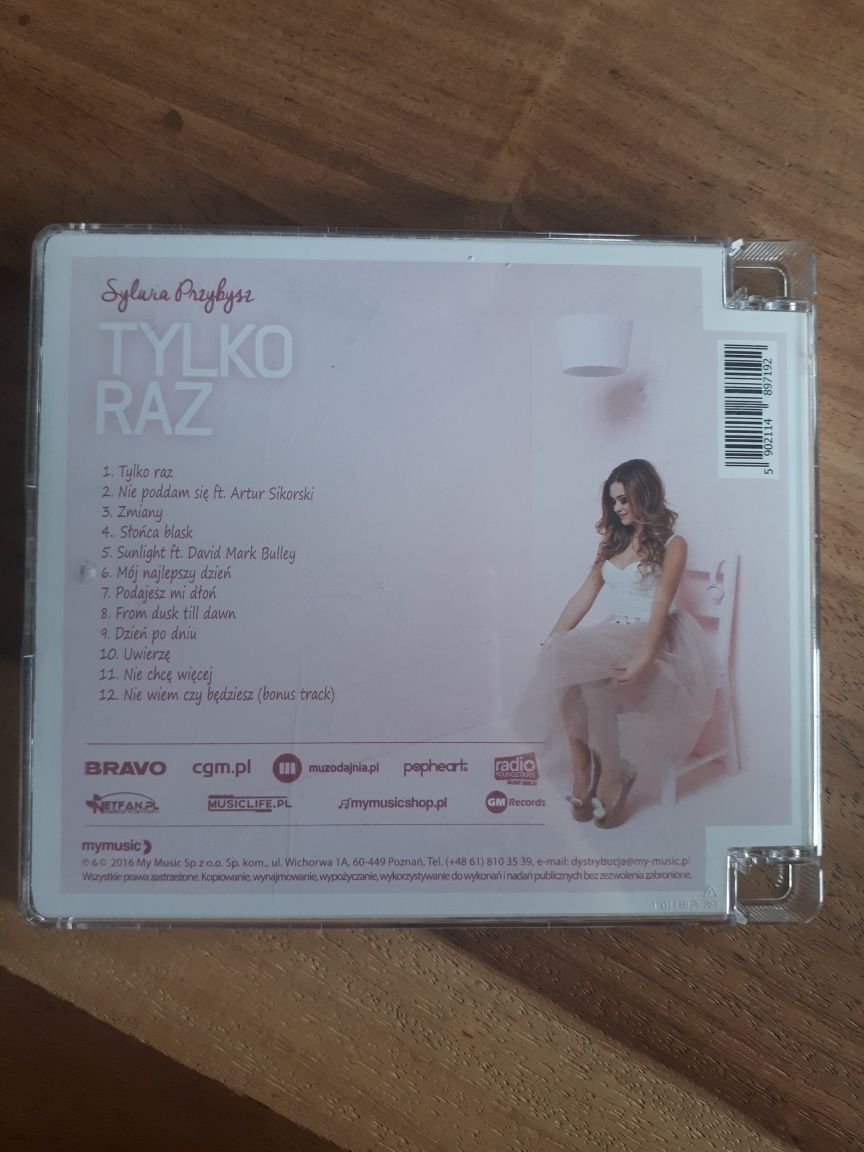 Sylwia Przybysz
TYLKO
RAZ
5 902114 897192
1. Tylko raz
2. Nie poddam się ft. Artur Sikorski
3. Zmiany
4.. Słońca blask
5. Sunlight ft. David Mark Bulley
6. Mój najlepszy dzień
7. Podajesz mi dłoń
8. From dusk till dawn
9. Dzień po dniu
10. Uwierzę
11. Nie chcę więcej
12. Nie wiem czy będziesz (bonus track)
BRAVO cgm.pl muzodajnia.pl popheart. radio
YOUNGSTARS
NETFAN.PL MUSICLIFE.PL mymusicshop.pl GM Records
mymusic
℗ & © 2016 My Music Sp z o.o. Sp. kom., ul. Wichorwa 1A, 60-449 Poznań, Tel. (+48 61) 810 35 39, e-mail: dystrybucja@my-music.pl
Wszystkie prawa zastrzeżone. Kopiowanie, wynajmowanie, wypożyczanie, wykorzystywanie do wykonań i nadań publicznych bez zezwolenia zabronione.